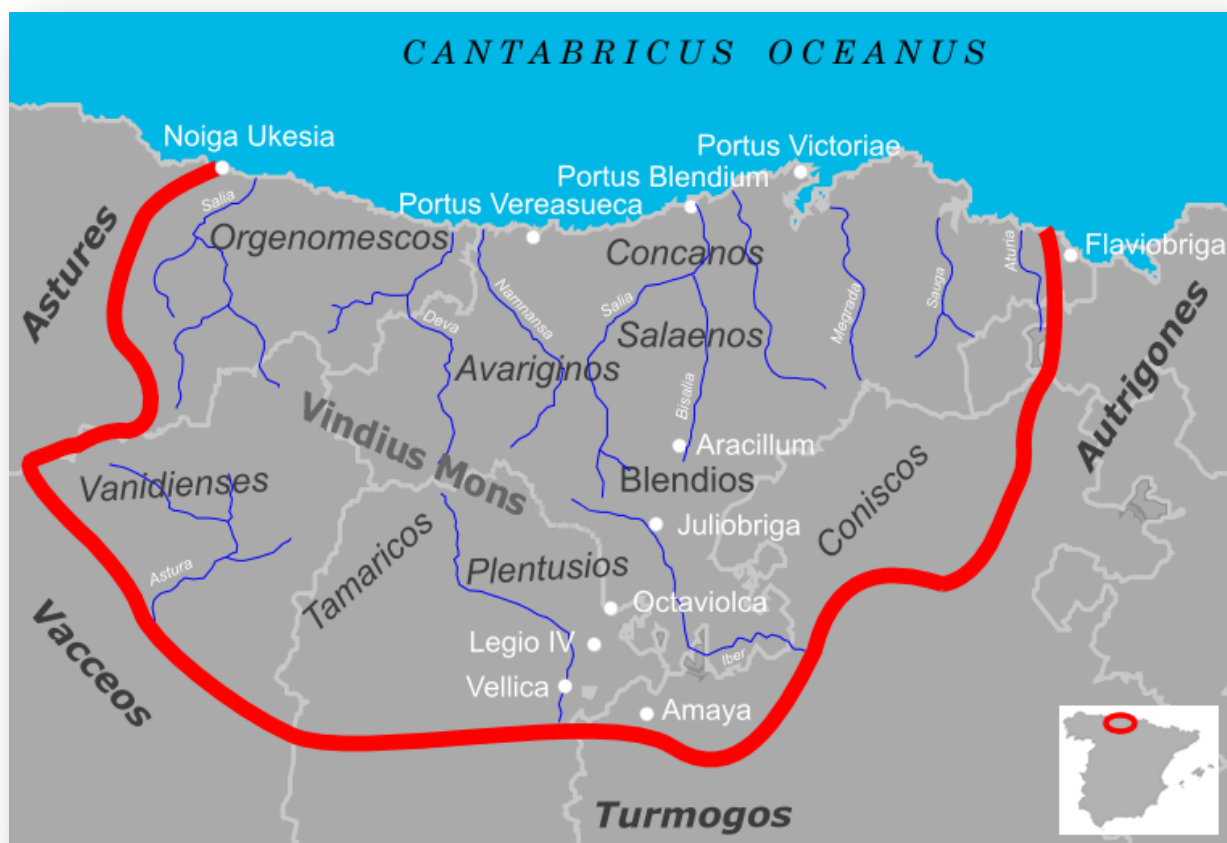 CANTABRICUS OCEANUS
Noiga Ukesia
Portus Victoriae
Portus Blendium
Portus Vereasueca
Salia
Orgenomescos
Concanos
Aturia
Flaviobriga
Astures
Namnansa
Salia
Sauga
Megrada
Deva
Salaenos
Avariginos
Bisalia
Autrigones
Vindius Mons
Aracillum
Vanidienses
Blendios
Coniscos
Juliobriga
Tamaricos
Plentusios
Astura
Octaviolca
Legio IV
Iber
Vacceos
Vellica
Amaya
Turmogos